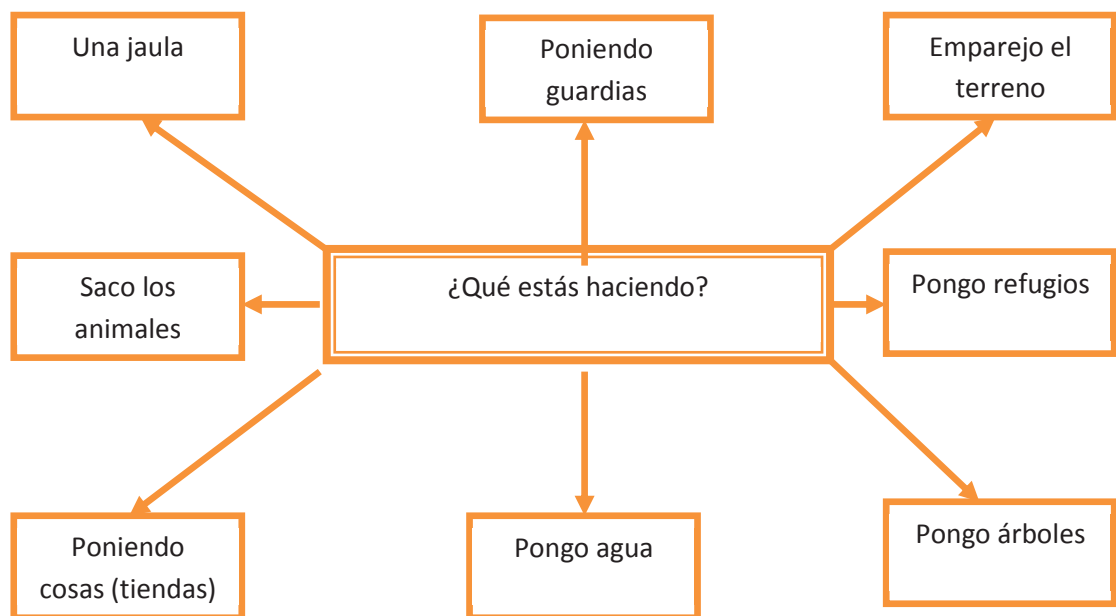 Una jaula
Poniendo
guardias
Emparejo el
terreno
Saco los
animales
¿Qué estás haciendo?
Pongo refugios
Poniendo
cosas (tiendas)
Pongo agua
Pongo árboles